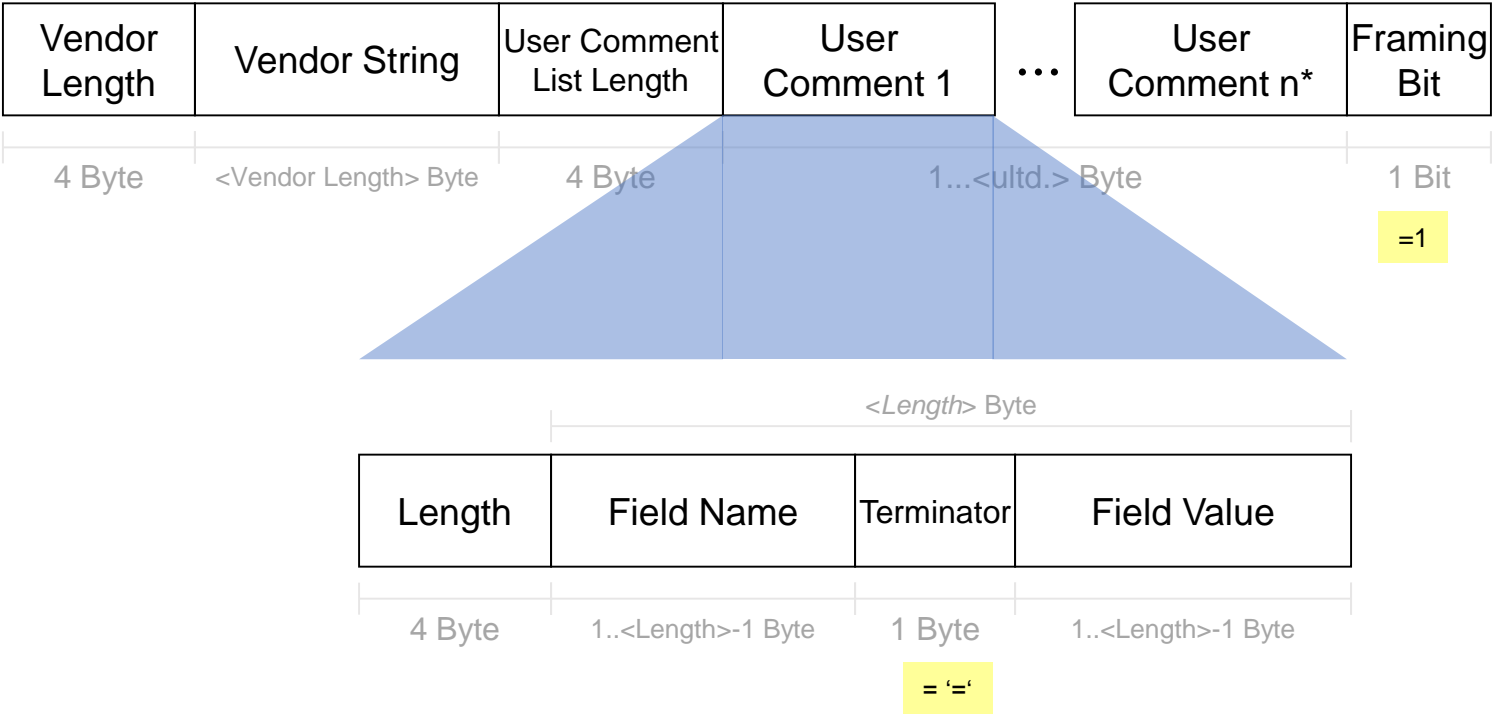 Vendor
Length
Vendor String
User Comment
List Length
User
Comment 1
...
User
Comment n*
Framing
Bit
4 Byte
<Vendor Length> Byte
4 Byte
1...<ultd.> Byte
1 Bit
=1
<Length> Byte
Length
Field Name
Terminator
Field Value
4 Byte
1..<Length>-1 Byte
1 Byte
1..<Length>-1 Byte
= ‘=‘